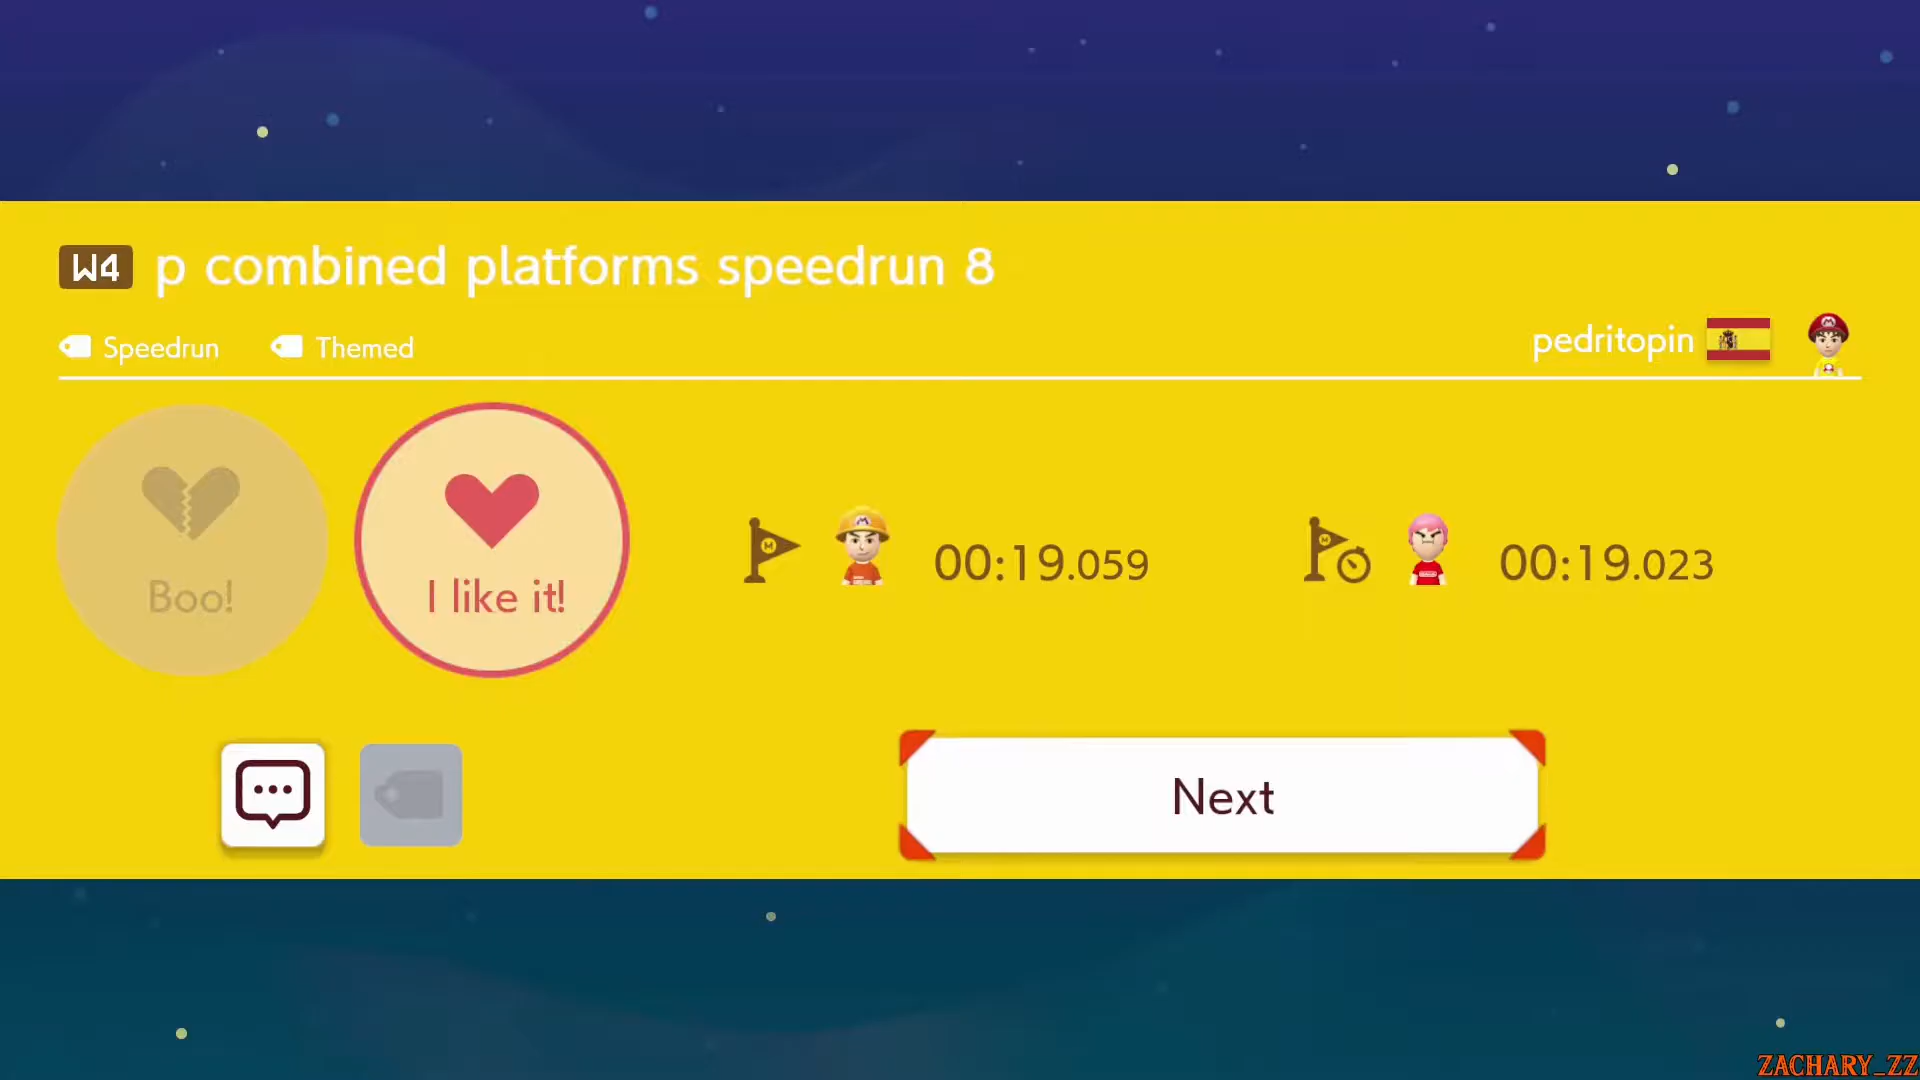 W4 p combined platforms speedrun 8
Speedrun Themed
pedritopin
Boo!
I like it!
M
00:19.059
M
00:19.023
Next
ZACHARY_ZZ